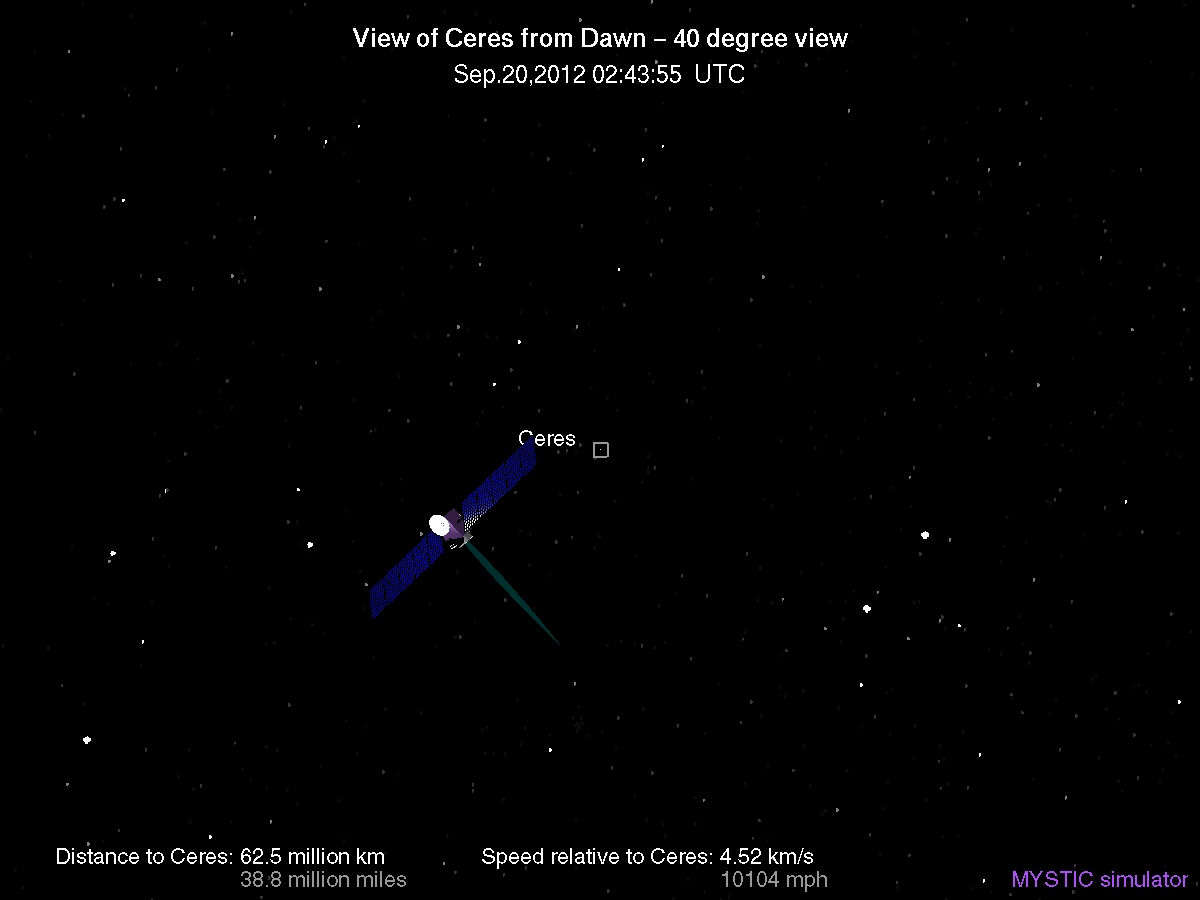 View of Ceres from Dawn – 40 degree view
Sep.20,2012 02:43:55 UTC
Ceres
Distance to Ceres: 62.5 million km
38.8 million miles
Speed relative to Ceres: 4.52 km/s
10104 mph
MYSTIC simulator